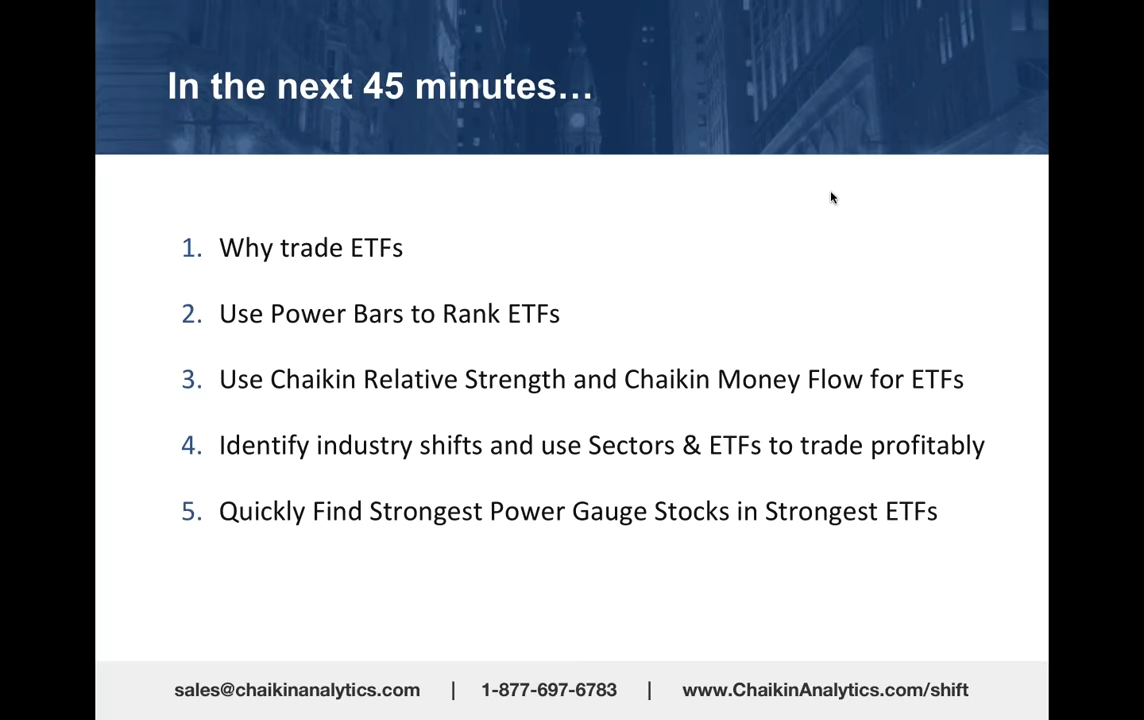 In the next 45 minutes...
1. Why trade ETFs
2. Use Power Bars to Rank ETFs
3. Use Chaikin Relative Strength and Chaikin Money Flow for ETFs
4. Identify industry shifts and use Sectors & ETFs to trade profitably
5. Quickly Find Strongest Power Gauge Stocks in Strongest ETFs
sales@chaikinanalytics.com | 1-877-697-6783 | www.ChaikinAnalytics.com/shift